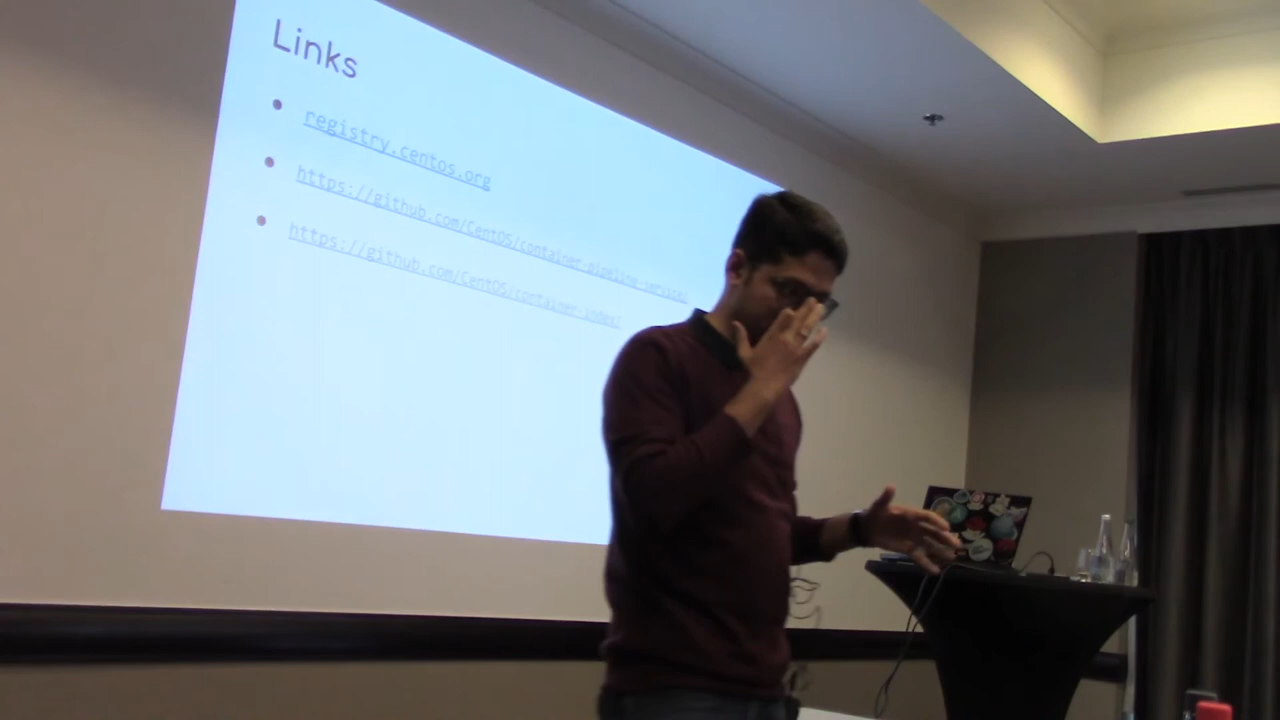 Links
registry.centos.org
https://github.com/CentOS/container-pipeline-service/
https://github.com/CentOS/container-index/